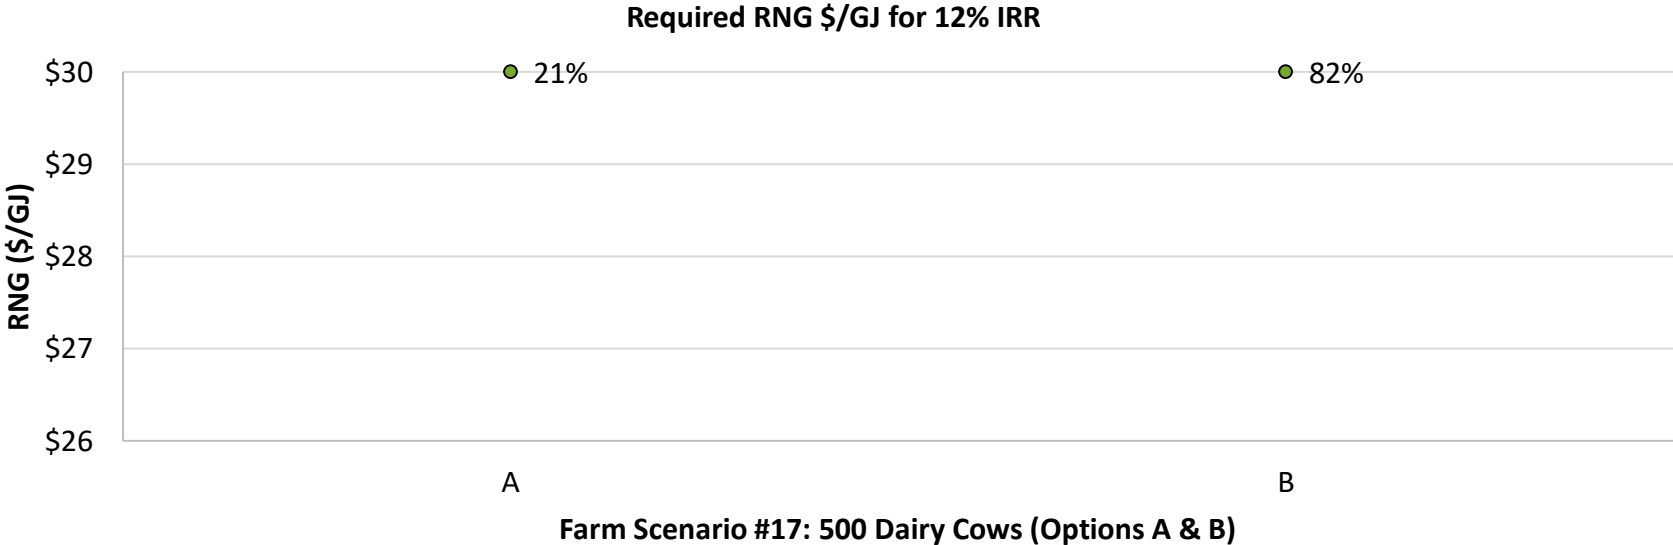 Required RNG $/GJ for 12% IRR
$30
21%
82%
$29
$28
$27
$26
RNG ($/GJ)
A
B
Farm Scenario #17: 500 Dairy Cows (Options A & B)